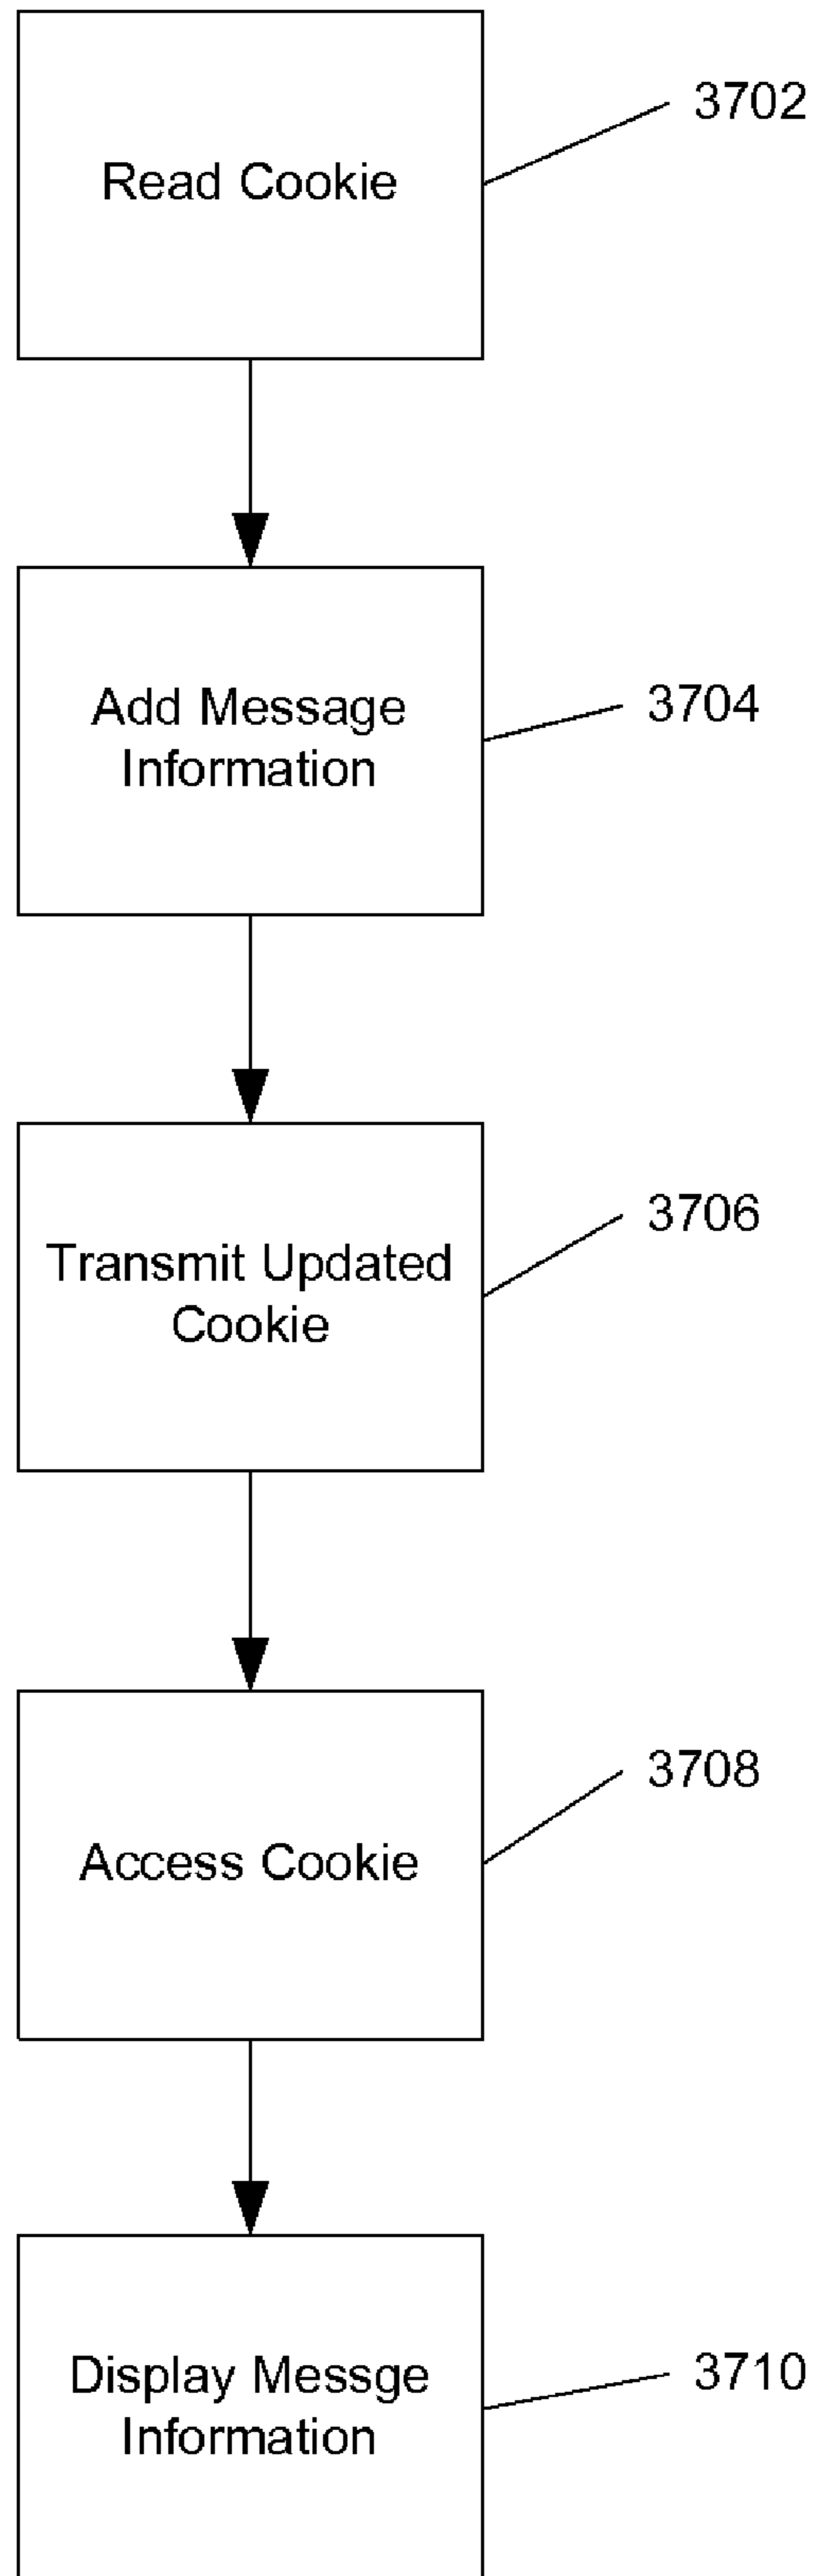 Read Cookie
3702
Add Message
Information
3704
Transmit Updated
Cookie
3706
Access Cookie
3708
Display Messge
Information
3710